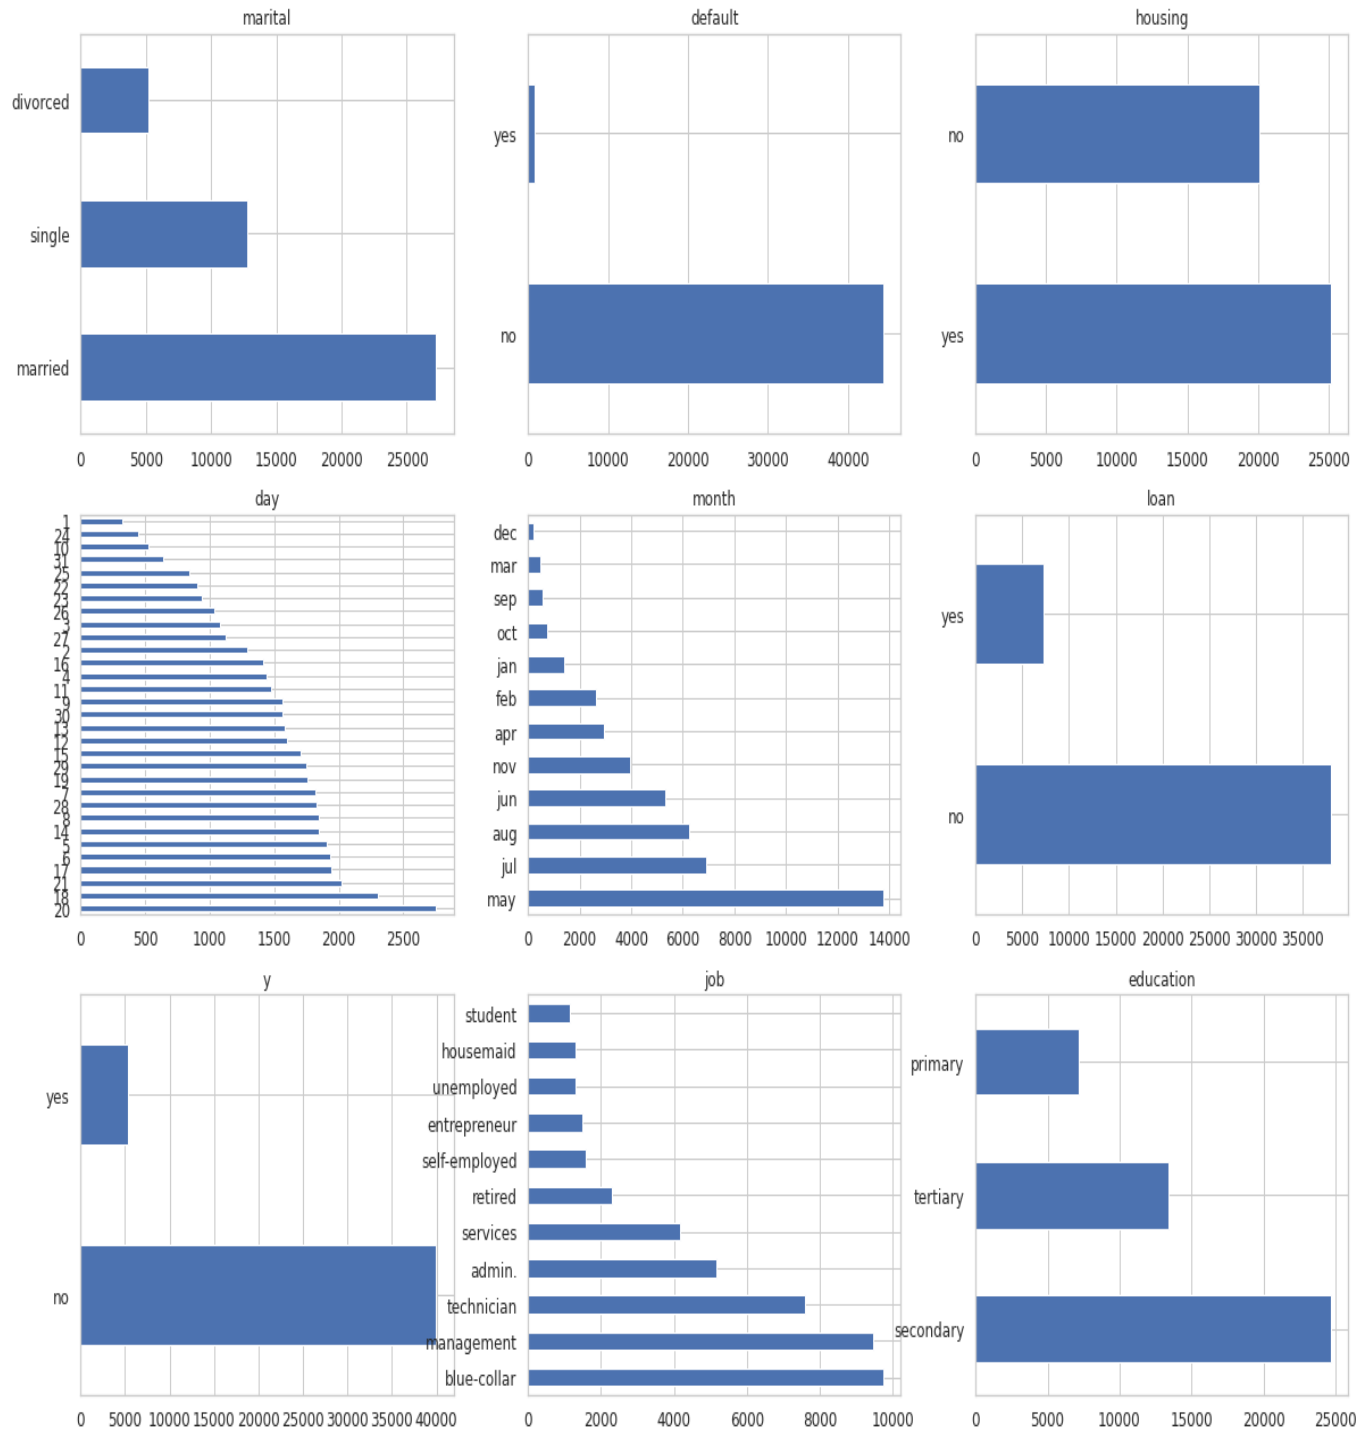 marital
divorced
single
married
0 5000 10000 15000 20000 25000
default
yes
no
10000 20000 30000 40000
housing
no
yes
0 5000 10000 15000 20000 25000
day
1
24
10
31
25
22
23
26
3
27
2
16
4
11
9
30
13
12
15
29
19
7
28
8
14
5
6
17
21
18
20
0 500 1000 1500 2000 2500
month
dec
mar
sep
oct
jan
feb
apr
nov
jun
aug
jul
may
0 2000 4000 6000 8000 10000 12000 14000
loan
yes
no
0 5000 10000 15000 20000 25000 30000 35000
y
yes
no
0 5000 10000 15000 20000 25000 30000 35000 40000
job
student
housemaid
unemployed
entrepreneur
self-employed
retired
services
admin.
technician
management
blue-collar
0 2000 4000 6000 8000 10000
education
primary
tertiary
secondary
0 5000 10000 15000 20000 25000